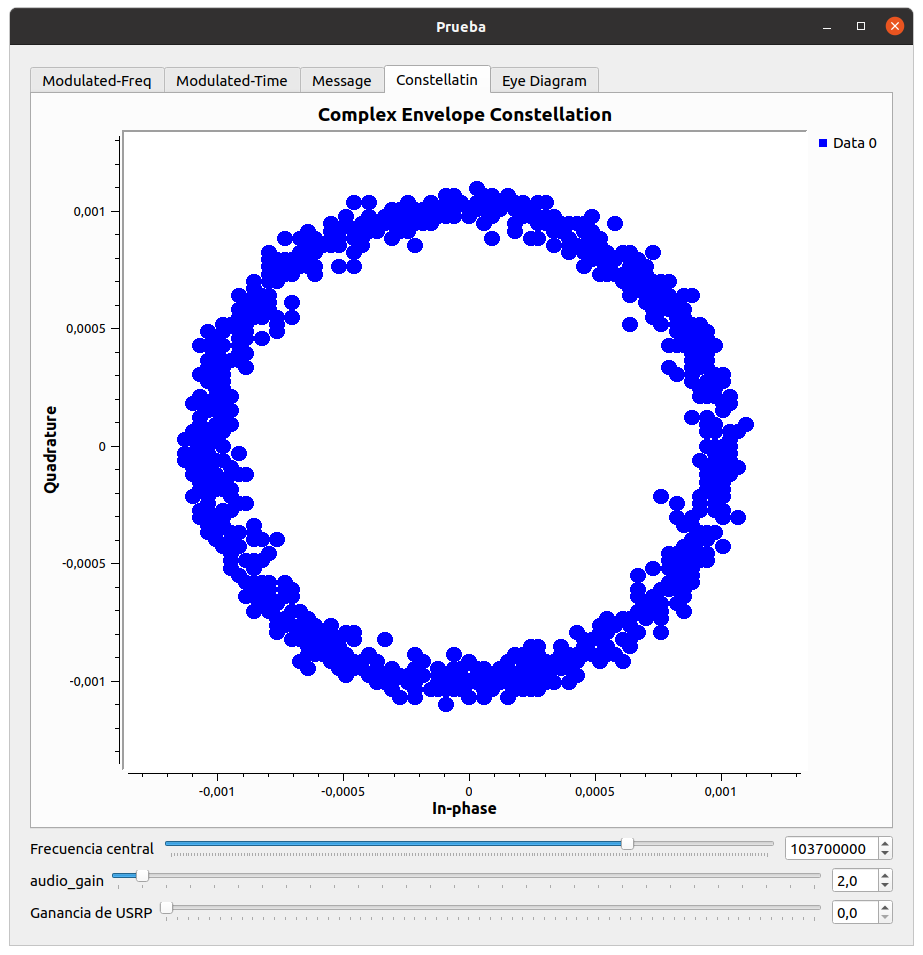 Prueba
Modulated-Freq Modulated-Time Message Constellatin Eye Diagram
Complex Envelope Constellation
Data 0
0,001
0,0005
0
-0,0005
-0,001
Quadrature
-0,001 -0,0005 0 0,0005 0,001
In-phase
Frecuencia central 103700000
audio_gain 2,0
Ganancia de USRP 0,0